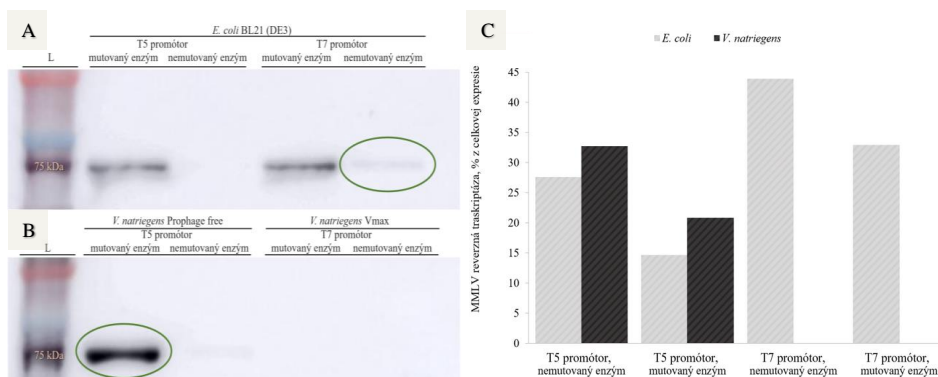 A
E. coli BL21 (DE3)
T5 promótor
T7 promótor
L
mutovaný enzým
nemutovaný enzým
mutovaný enzým
nemutovaný enzým
75 kDa
B
V. natriegens Prophage free
V. natriegens Vmax
T5 promótor
T7 promótor
L
mutovaný enzým
nemutovaný enzým
mutovaný enzým
nemutovaný enzým
75 kDa
C
E. coli
V. natriegens
MMLV reverzná traskriptáza, % z celkovej expresie
45
40
35
30
25
20
15
10
5
0
T5 promótor,
nemutovaný enzým
T5 promótor,
mutovaný enzým
T7 promótor,
nemutovaný enzým
T7 promótor,
mutovaný enzým